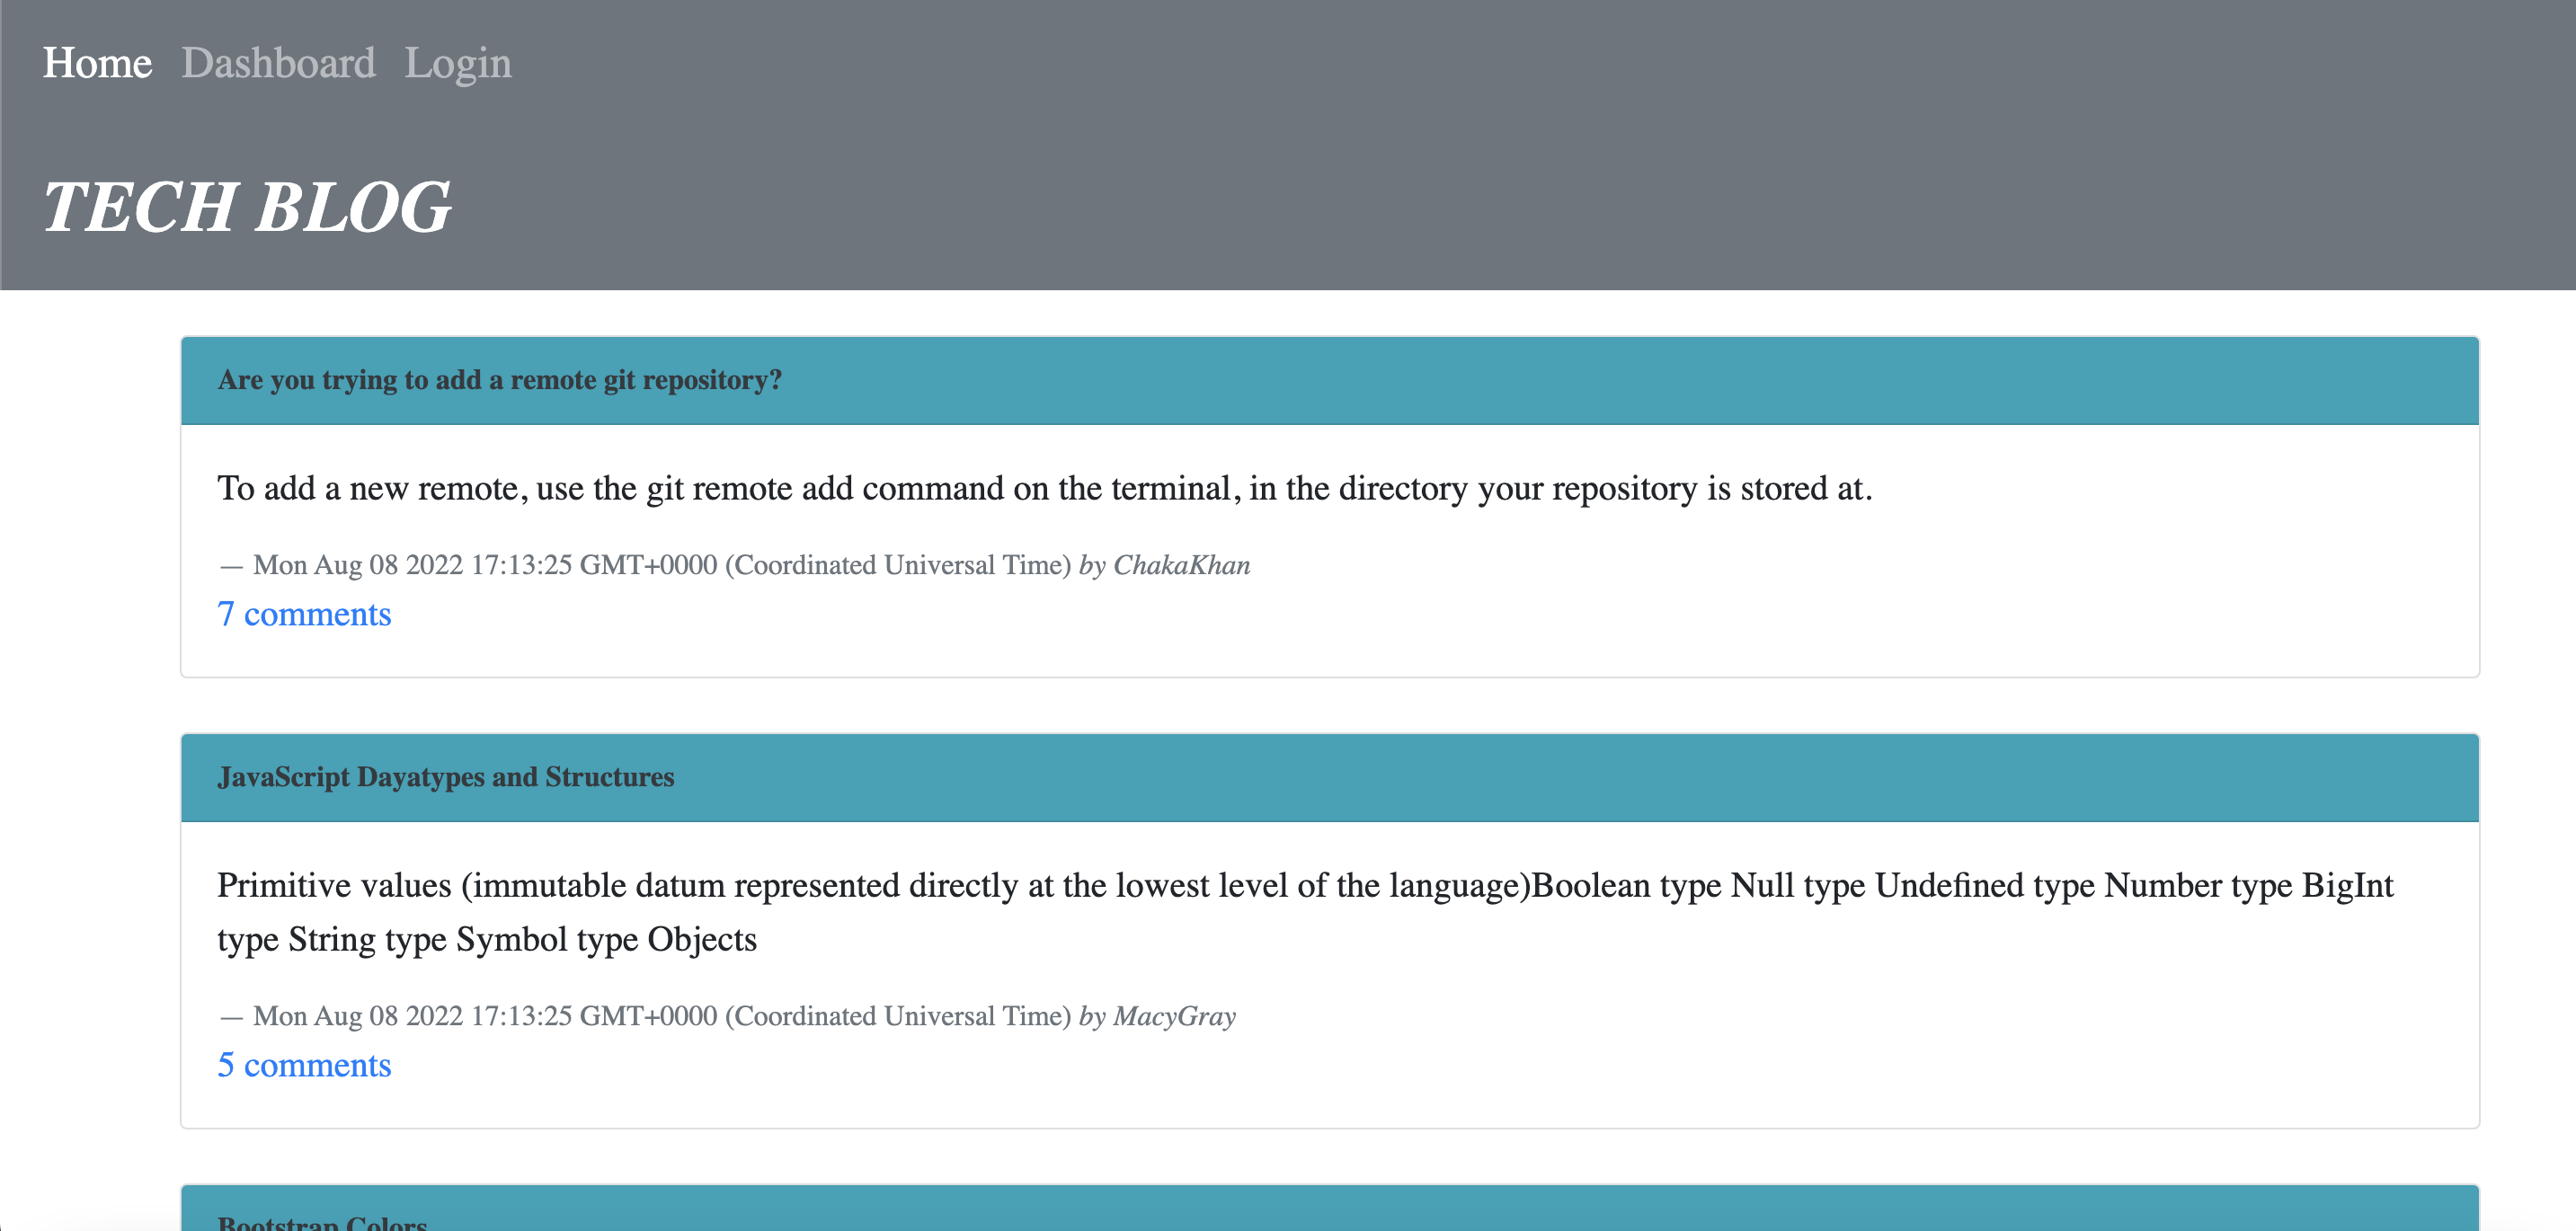 Home Dashboard Login
TECH BLOG
Are you trying to add a remote git repository?
To add a new remote, use the git remote add command on the terminal, in the directory your repository is stored at.
— Mon Aug 08 2022 17:13:25 GMT+0000 (Coordinated Universal Time) by ChakaKhan
7 comments
JavaScript Dayatypes and Structures
Primitive values (immutable datum represented directly at the lowest level of the language)Boolean type Null type Undefined type Number type BigInt
type String type Symbol type Objects
— Mon Aug 08 2022 17:13:25 GMT+0000 (Coordinated Universal Time) by MacyGray
5 comments
Bootstrap Colors